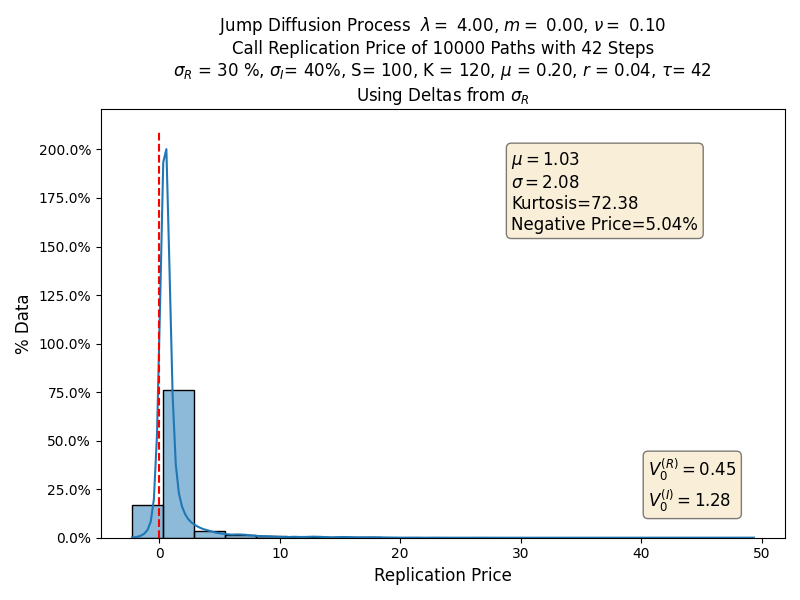 Jump Diffusion Process λ = 4.00, m = 0.00, ν = 0.10
Call Replication Price of 10000 Paths with 42 Steps
σ_R = 30 %, σ_I= 40%, S= 100, K = 120, μ = 0.20, r = 0.04, τ= 42
Using Deltas from σ_R
200.0%
175.0%
150.0%
125.0%
100.0%
75.0%
50.0%
25.0%
0.0%
% Data
μ = 1.03
σ = 2.08
Kurtosis=72.38
Negative Price=5.04%
V_0^(R) = 0.45
V_0^(I) = 1.28
0 10 20 30 40 50
Replication Price